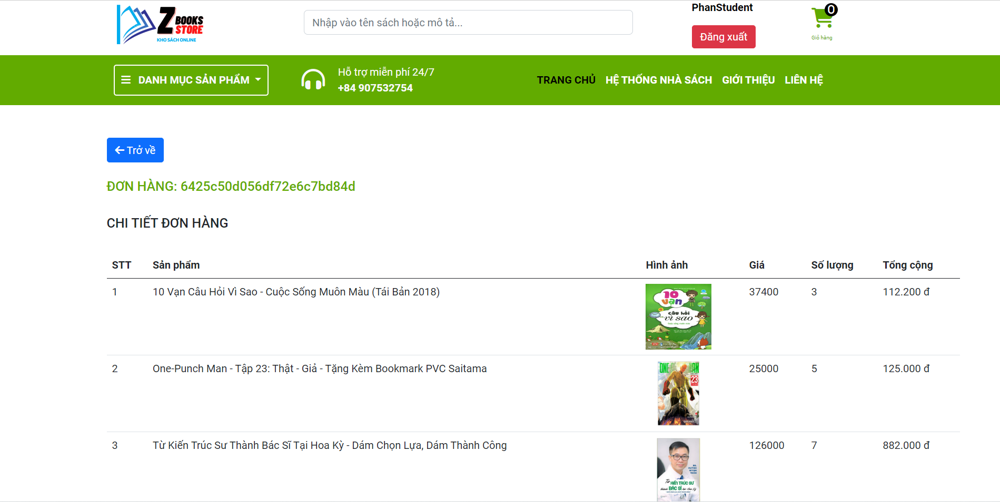 Z BOOKS
STORE
KHO SÁCH ONLINE
Nhập vào tên sách hoặc mô tả...
PhanStudent
Đăng xuất
0
Giỏ hàng
DANH MỤC SẢN PHẨM
Hỗ trợ miễn phí 24/7
+84 907532754
TRANG CHỦ HỆ THỐNG NHÀ SÁCH GIỚI THIỆU LIÊN HỆ
Trở về
ĐƠN HÀNG: 6425c50d056df72e6c7bd84d
CHI TIẾT ĐƠN HÀNG
STT Sản phẩm Hình ảnh Giá Số lượng Tổng cộng
1 10 Vạn Câu Hỏi Vì Sao - Cuộc Sống Muôn Màu (Tái Bản 2018) 37400 3 112.200 đ
10
vạn
câu hỏi
vì sao
2 One-Punch Man - Tập 23: Thật - Giả - Tặng Kèm Bookmark PVC Saitama 25000 5 125.000 đ
23
3 Từ Kiến Trúc Sư Thành Bác Sĩ Tại Hoa Kỳ - Dám Chọn Lựa, Dám Thành Công 126000 7 882.000 đ
BS.
HUỲNH
WYNN
TRẦN
Từ KIẾN TRÚC SƯ
thành BÁC SĨ tại Hoa Kỳ